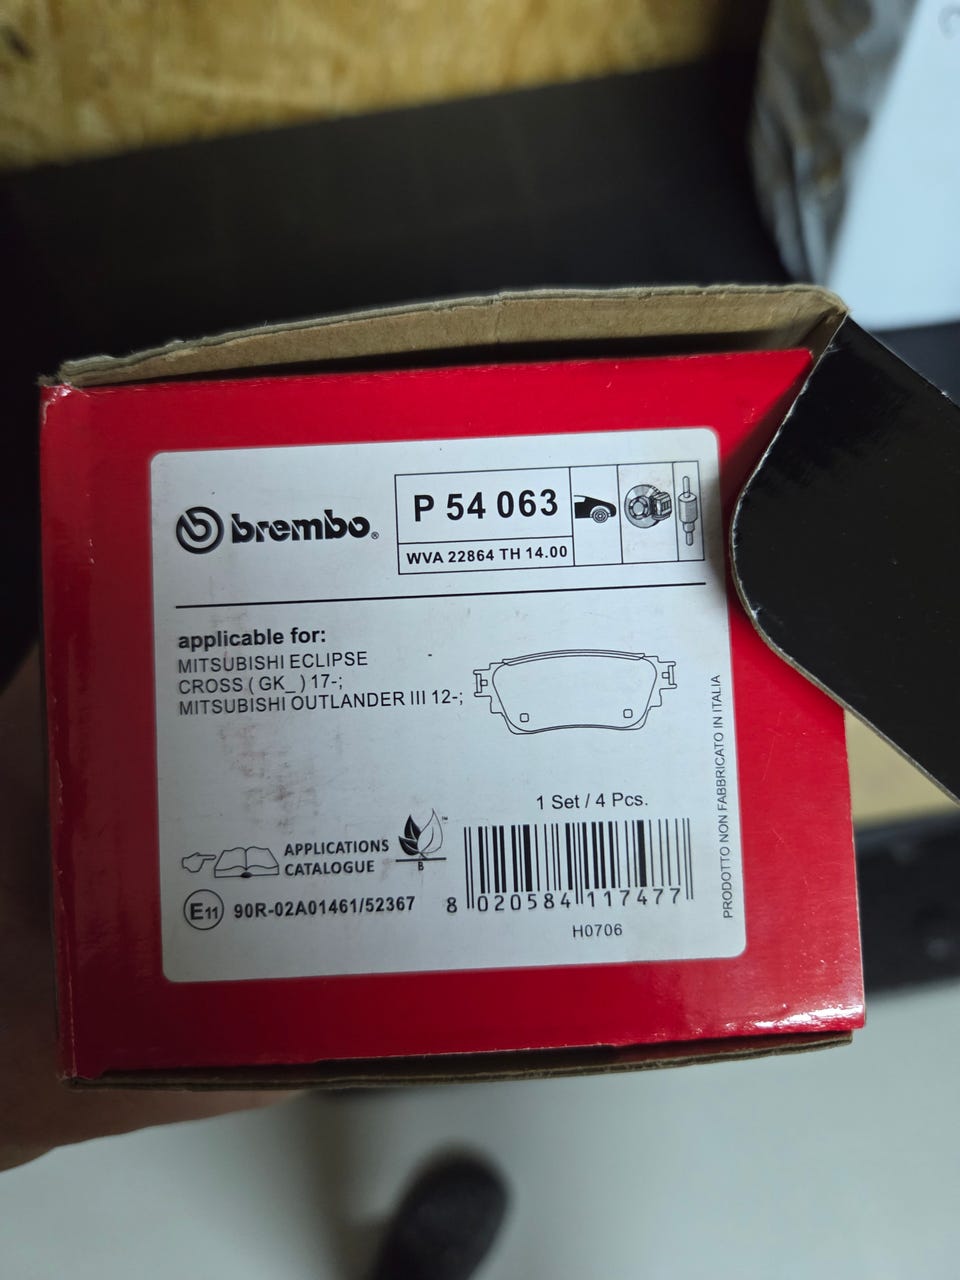 brembo®
P 54 063
WVA 22864 TH 14.00
applicable for:
MITSUBISHI ECLIPSE
CROSS ( GK_ ) 17-;
MITSUBISHI OUTLANDER III 12-;
1 Set / 4 Pcs.
APPLICATIONS
CATALOGUE
™
B
E11
90R-02A01461/52367
8 020584 117477
H0706
PRODOTTO NON FABBRICATO IN ITALIA